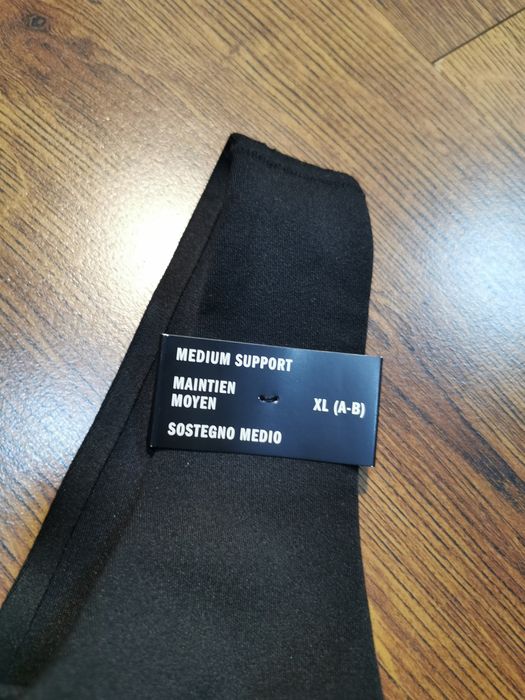 MEDIUM SUPPORT
MAINTIEN
MOYEN
XL (A-B)
SOSTEGNO MEDIO